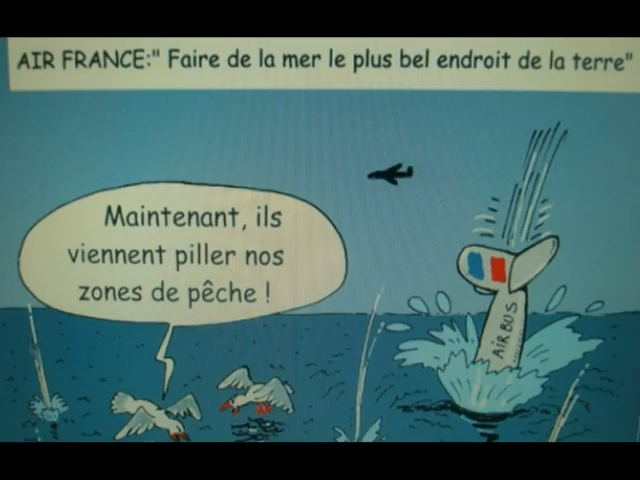 AIR FRANCE:" Faire de la mer le plus bel endroit de la terre"
Maintenant, ils
viennent piller nos
zones de pêche !
AIRBUS